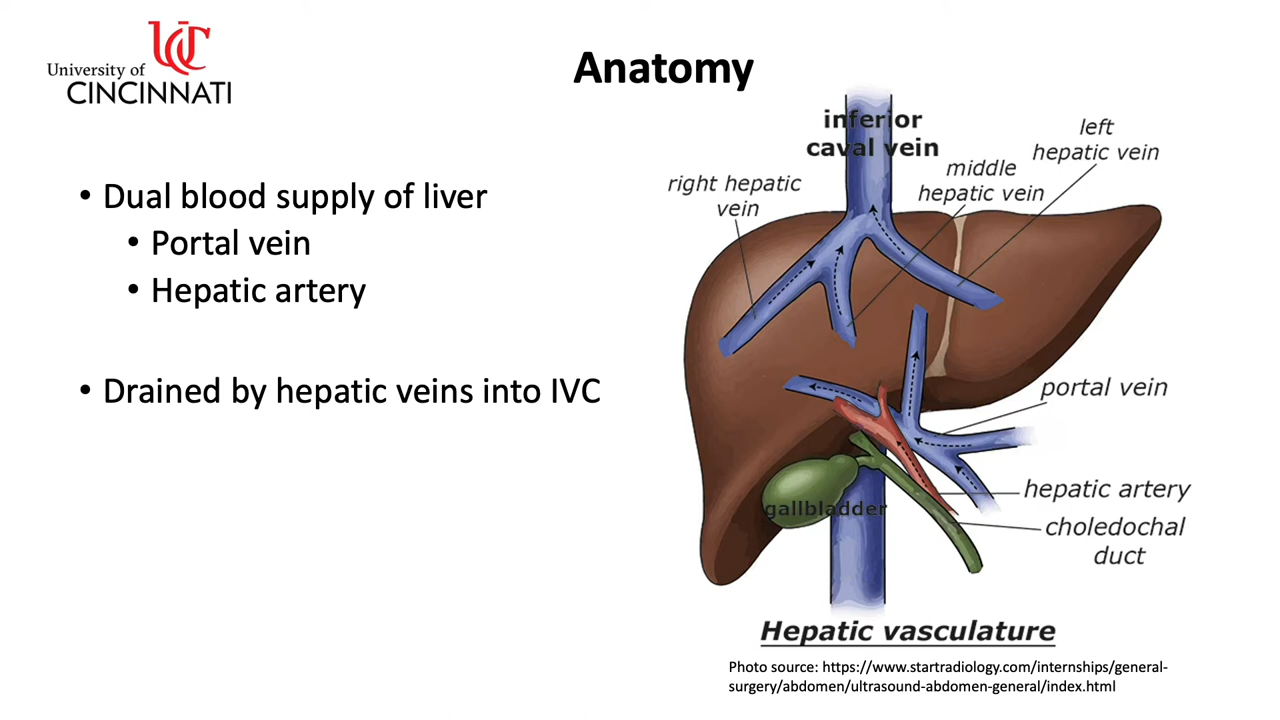 University of
CINCINNATI
Anatomy
• Dual blood supply of liver
• Portal vein
• Hepatic artery
• Drained by hepatic veins into IVC
inferior
caval vein
left
hepatic vein
middle
hepatic vein
right hepatic
vein
portal vein
hepatic artery
choledochal
duct
gallbladder
Hepatic vasculature
Photo source: https://www.startradiology.com/internships/general-
surgery/abdomen/ultrasound-abdomen-general/index.html